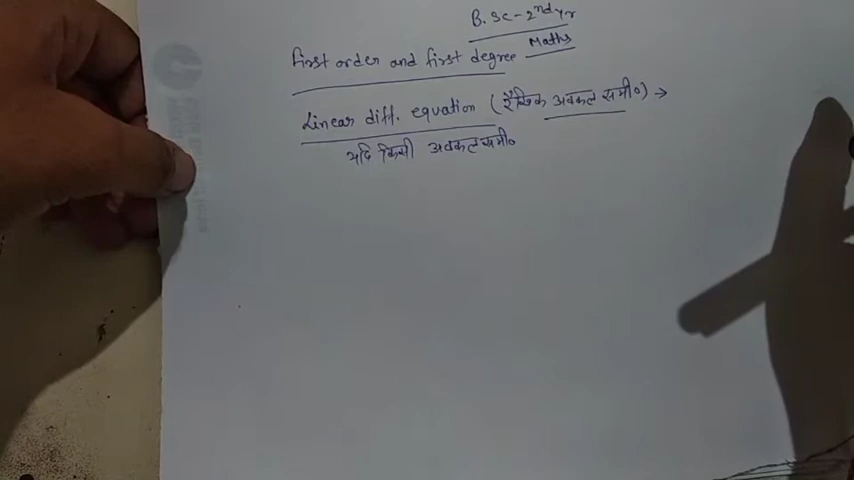 B.Sc-2nd yr
Maths
First order and first degree
Linear diff. equation (रैखिक अवकल समी०) →
यदि किसी अवकल समी०